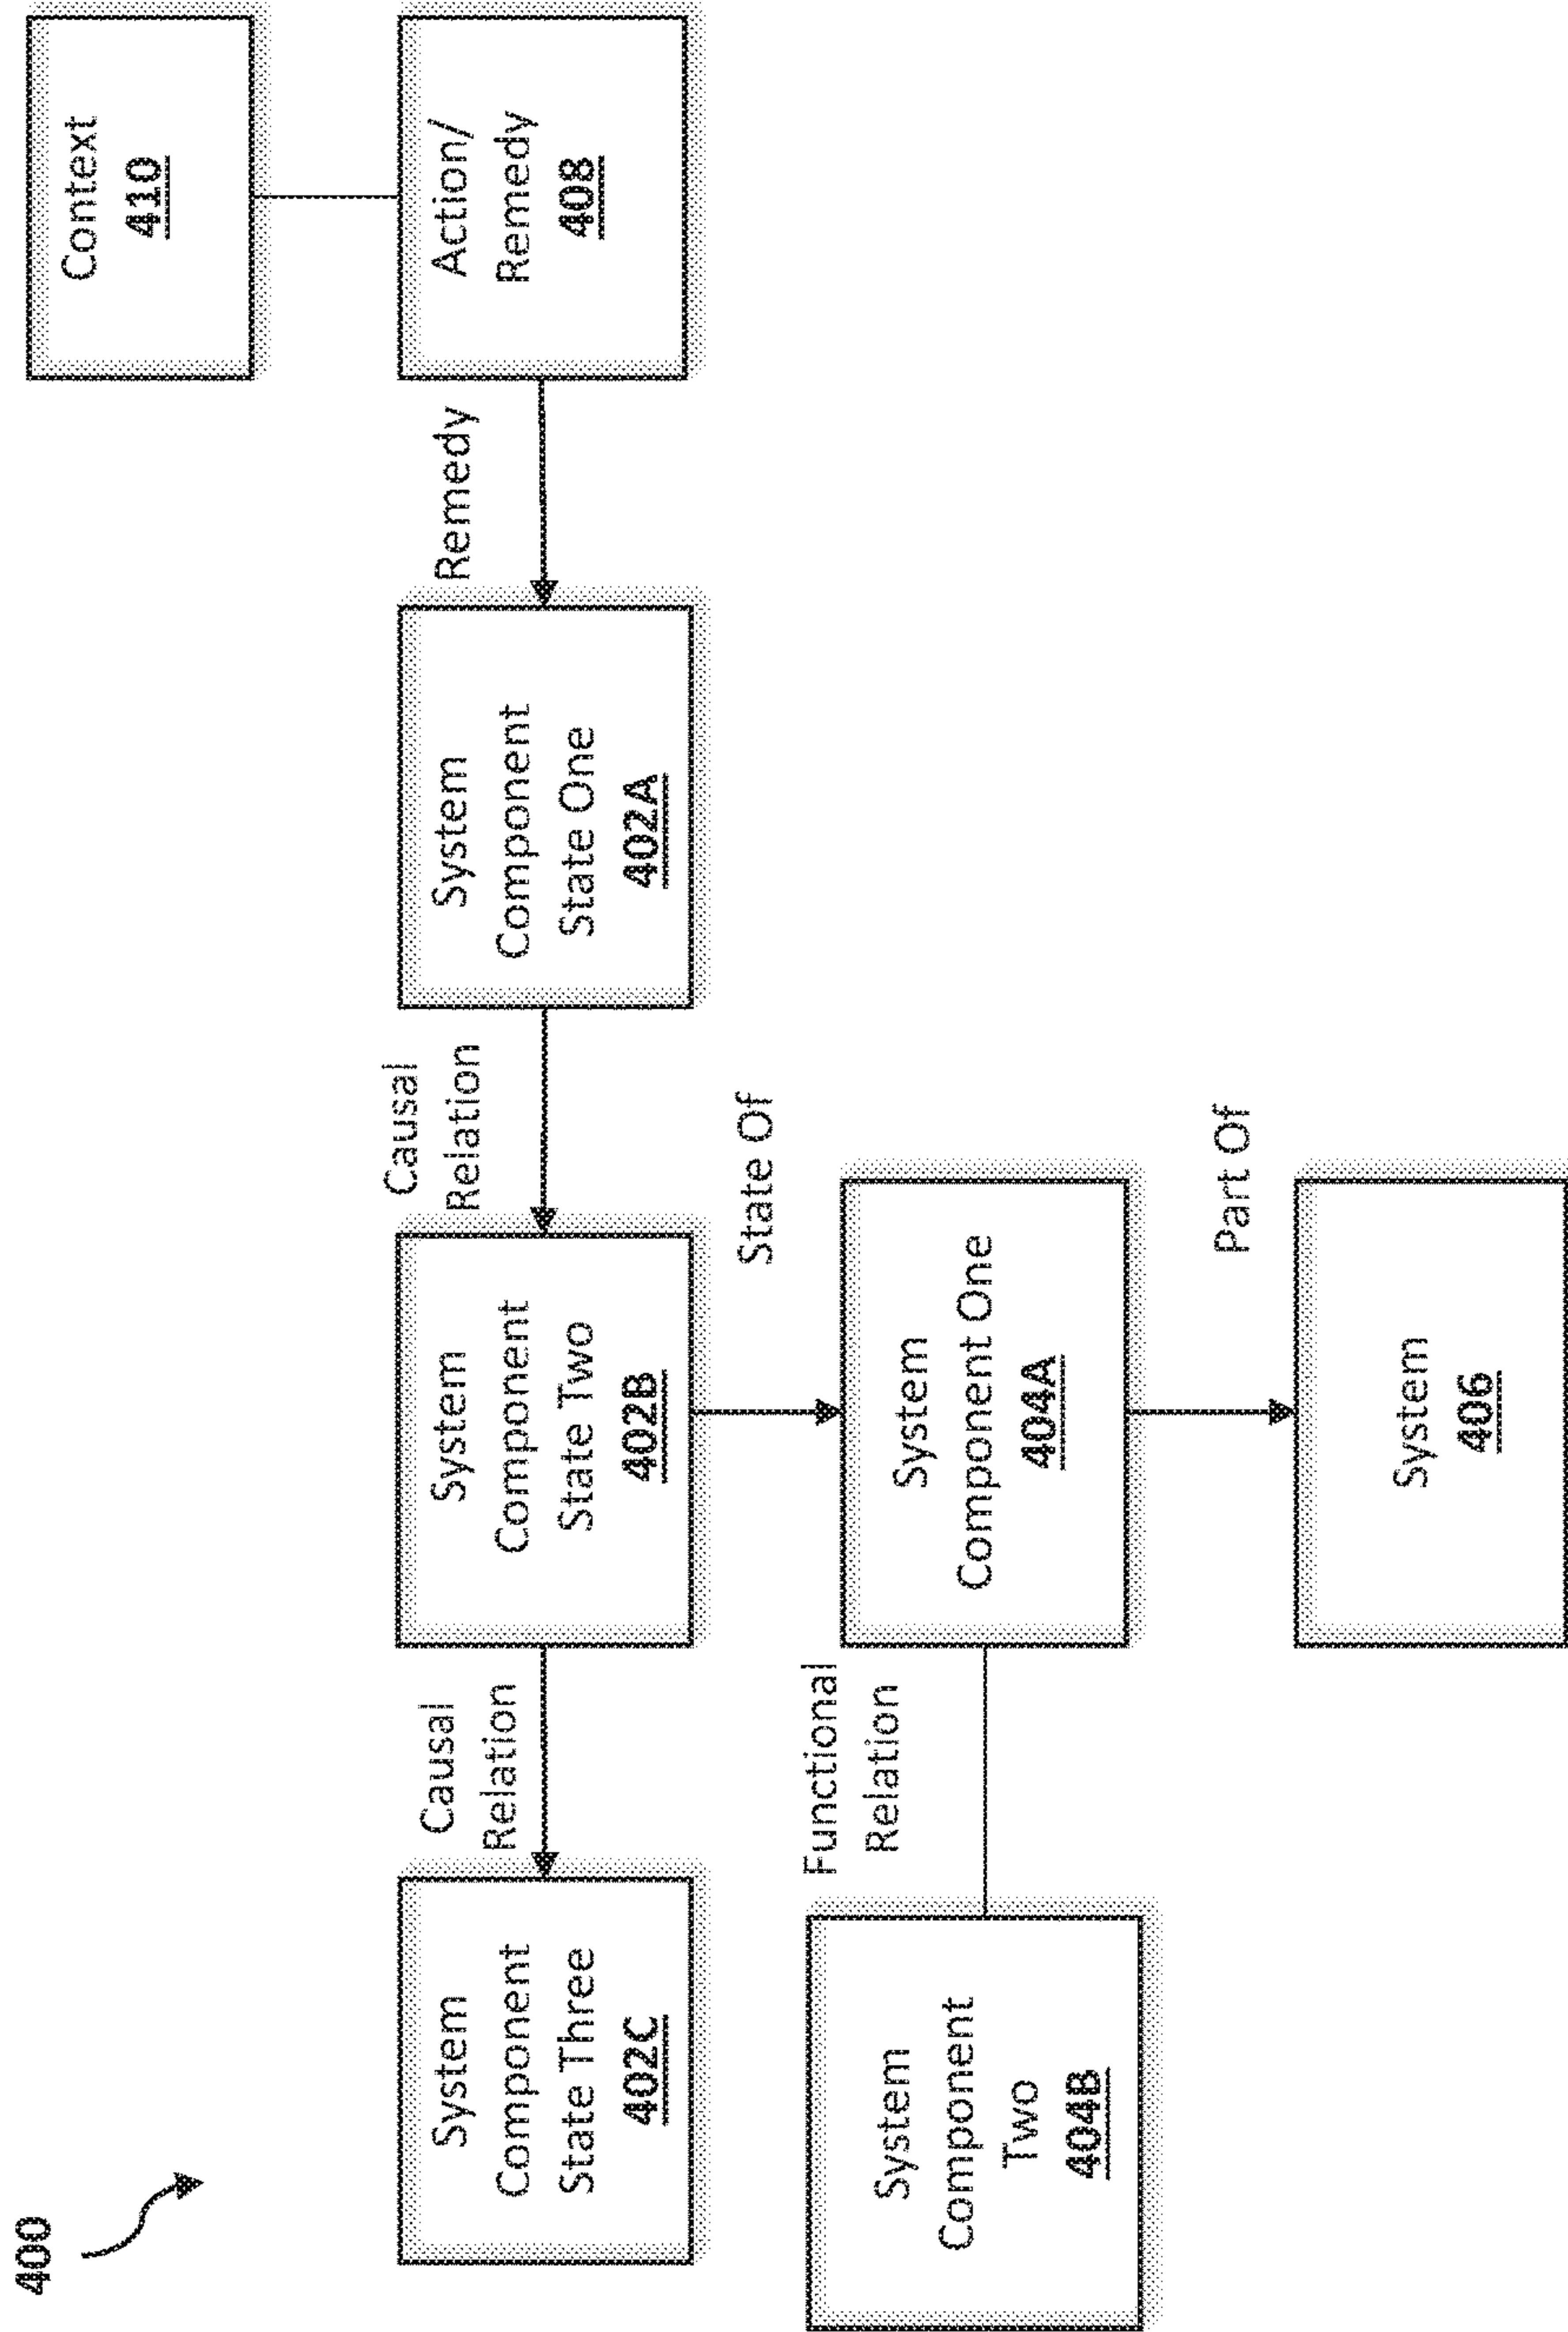 400
System
Component
State Three
402C
Causal
Relation
System
Component
State Two
402B
Causal
Relation
System
Component
State One
402A
Remedy
Context
410
Action/
Remedy
408
System
Component
Two
404B
Functional
Relation
State Of
System
Component One
404A
Part Of
System
406